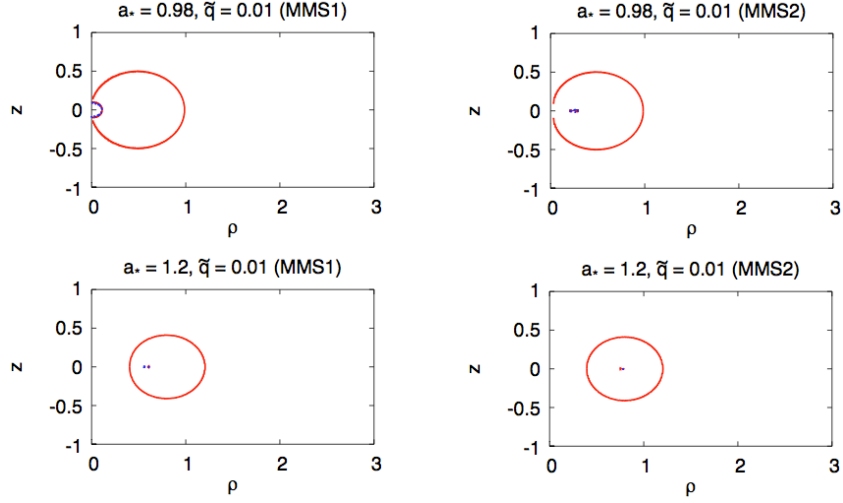 a* = 0.98, q̃ = 0.01 (MMS1)
1
0.5
0
-0.5
-1
z
0 1 2 3
ρ
a* = 0.98, q̃ = 0.01 (MMS2)
1
0.5
0
-0.5
-1
z
0 1 2 3
ρ
a* = 1.2, q̃ = 0.01 (MMS1)
1
0.5
0
-0.5
-1
z
0 1 2 3
ρ
a* = 1.2, q̃ = 0.01 (MMS2)
1
0.5
0
-0.5
-1
z
0 1 2 3
ρ